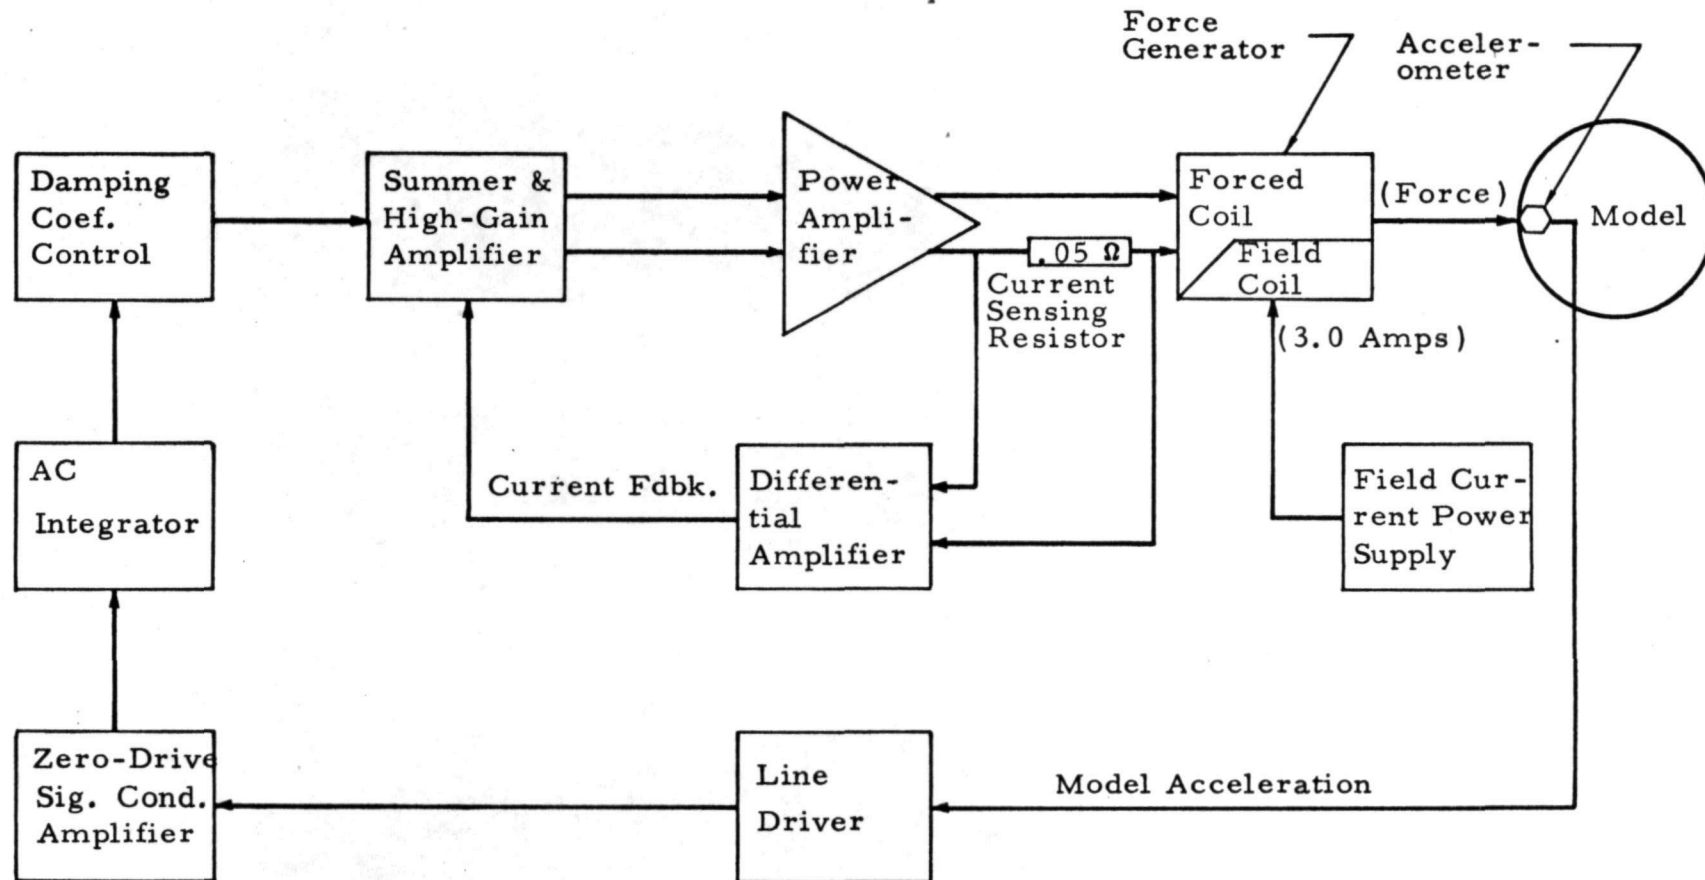 Force
Generator
Acceler-
ometer
Damping
Coef.
Control
Summer &
High-Gain
Amplifier
Power
Ampli-
fier
.05 Ω
Current
Sensing
Resistor
Forced
Coil
Field
Coil
(Force)
Model
(3.0 Amps)
AC
Integrator
Current Fdbk.
Differen-
tial
Amplifier
Field Cur-
rent Power
Supply
Zero-Drive
Sig. Cond.
Amplifier
Line
Driver
Model Acceleration